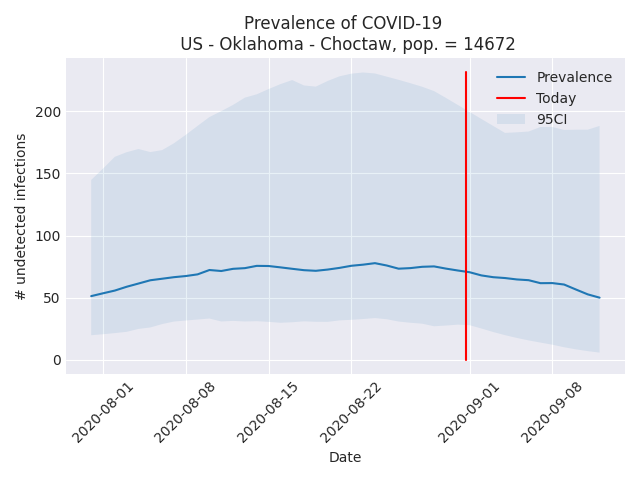 Prevalence of COVID-19
US - Oklahoma - Choctaw, pop. = 14672
Prevalence
Today
95CI
# undetected infections
200
150
100
50
0
2020-08-01
2020-08-08
2020-08-15
2020-08-22
2020-09-01
2020-09-08
Date